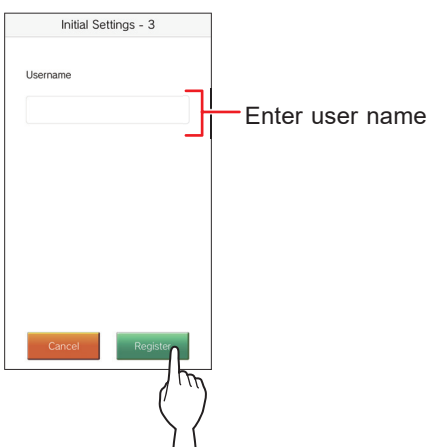 Initial Settings - 3
Username
Enter user name
Cancel
Register